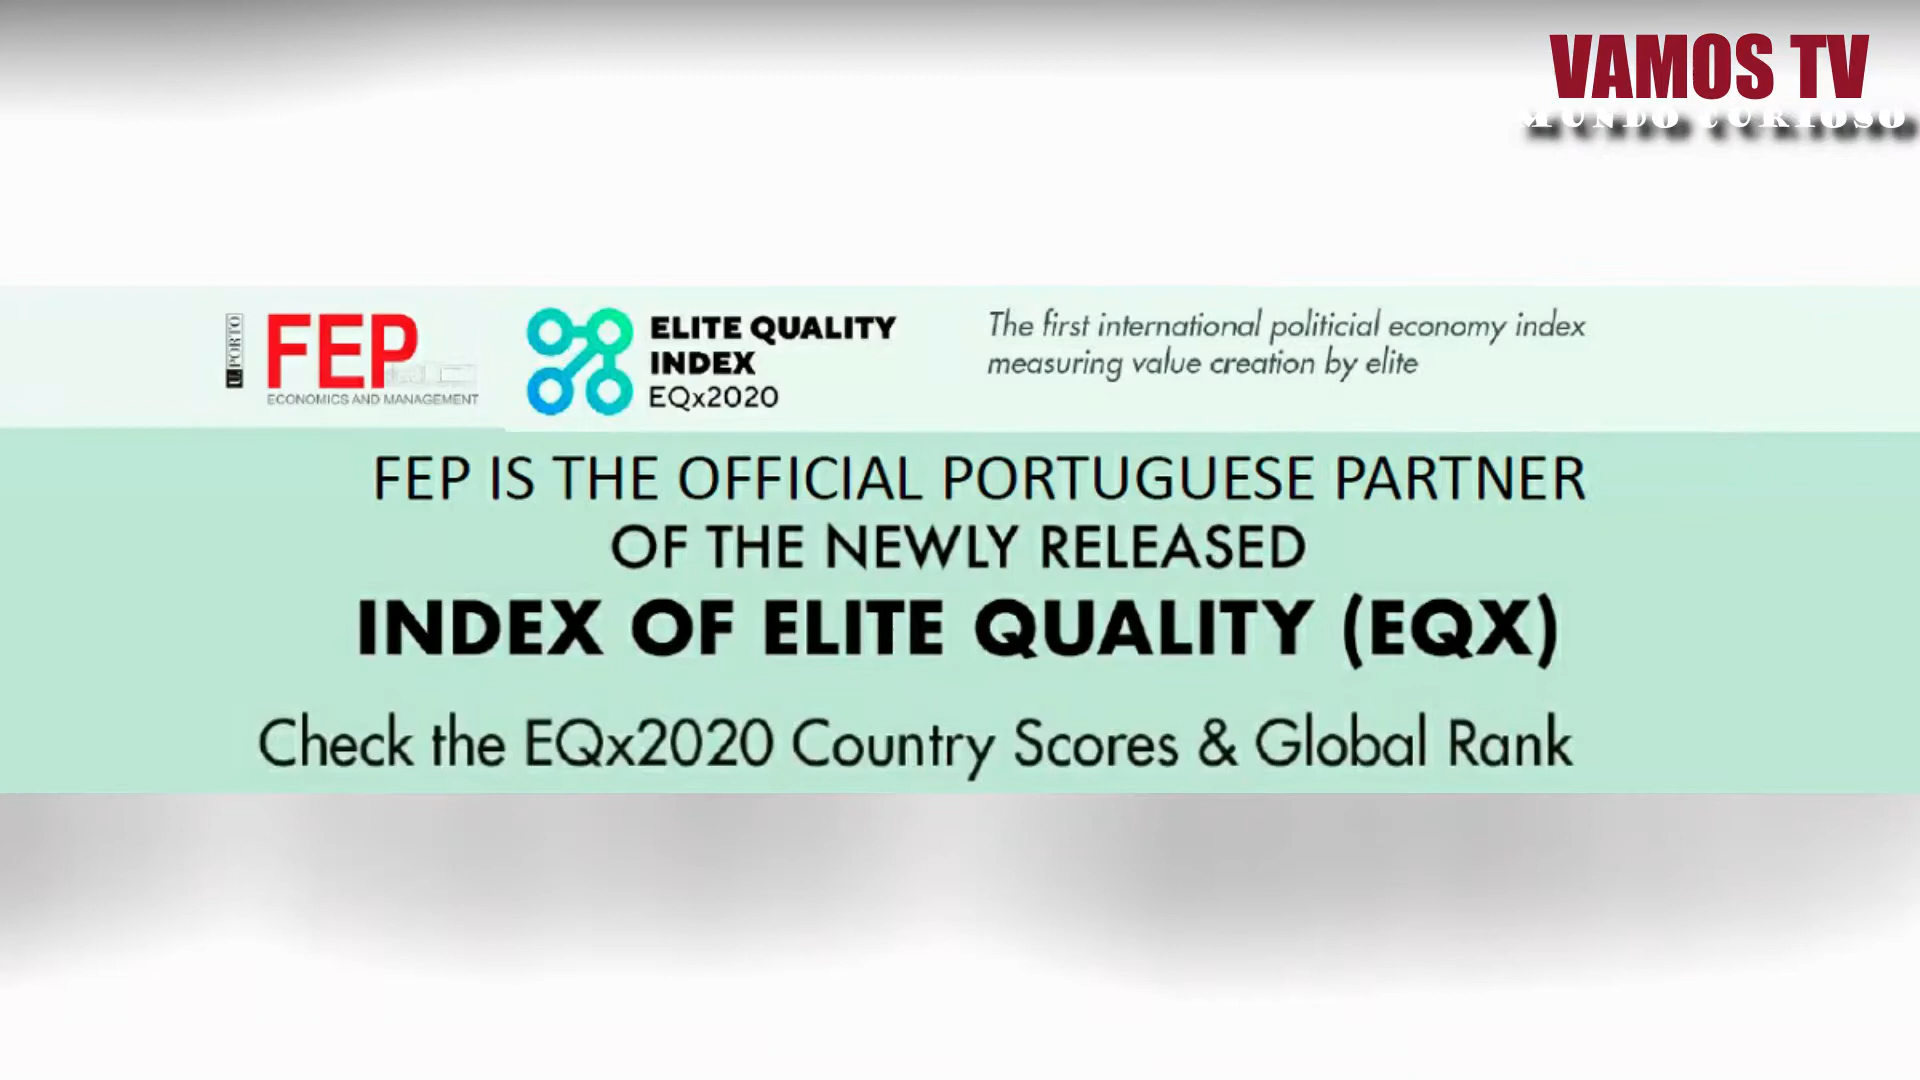 VAMOS TV
MUNDO CURIOSO
U.PORTO
FEP
ECONOMICS AND MANAGEMENT
ELITE QUALITY
INDEX
EQx2020
The first international politicial economy index
measuring value creation by elite
FEP IS THE OFFICIAL PORTUGUESE PARTNER
OF THE NEWLY RELEASED
INDEX OF ELITE QUALITY (EQX)
Check the EQx2020 Country Scores & Global Rank